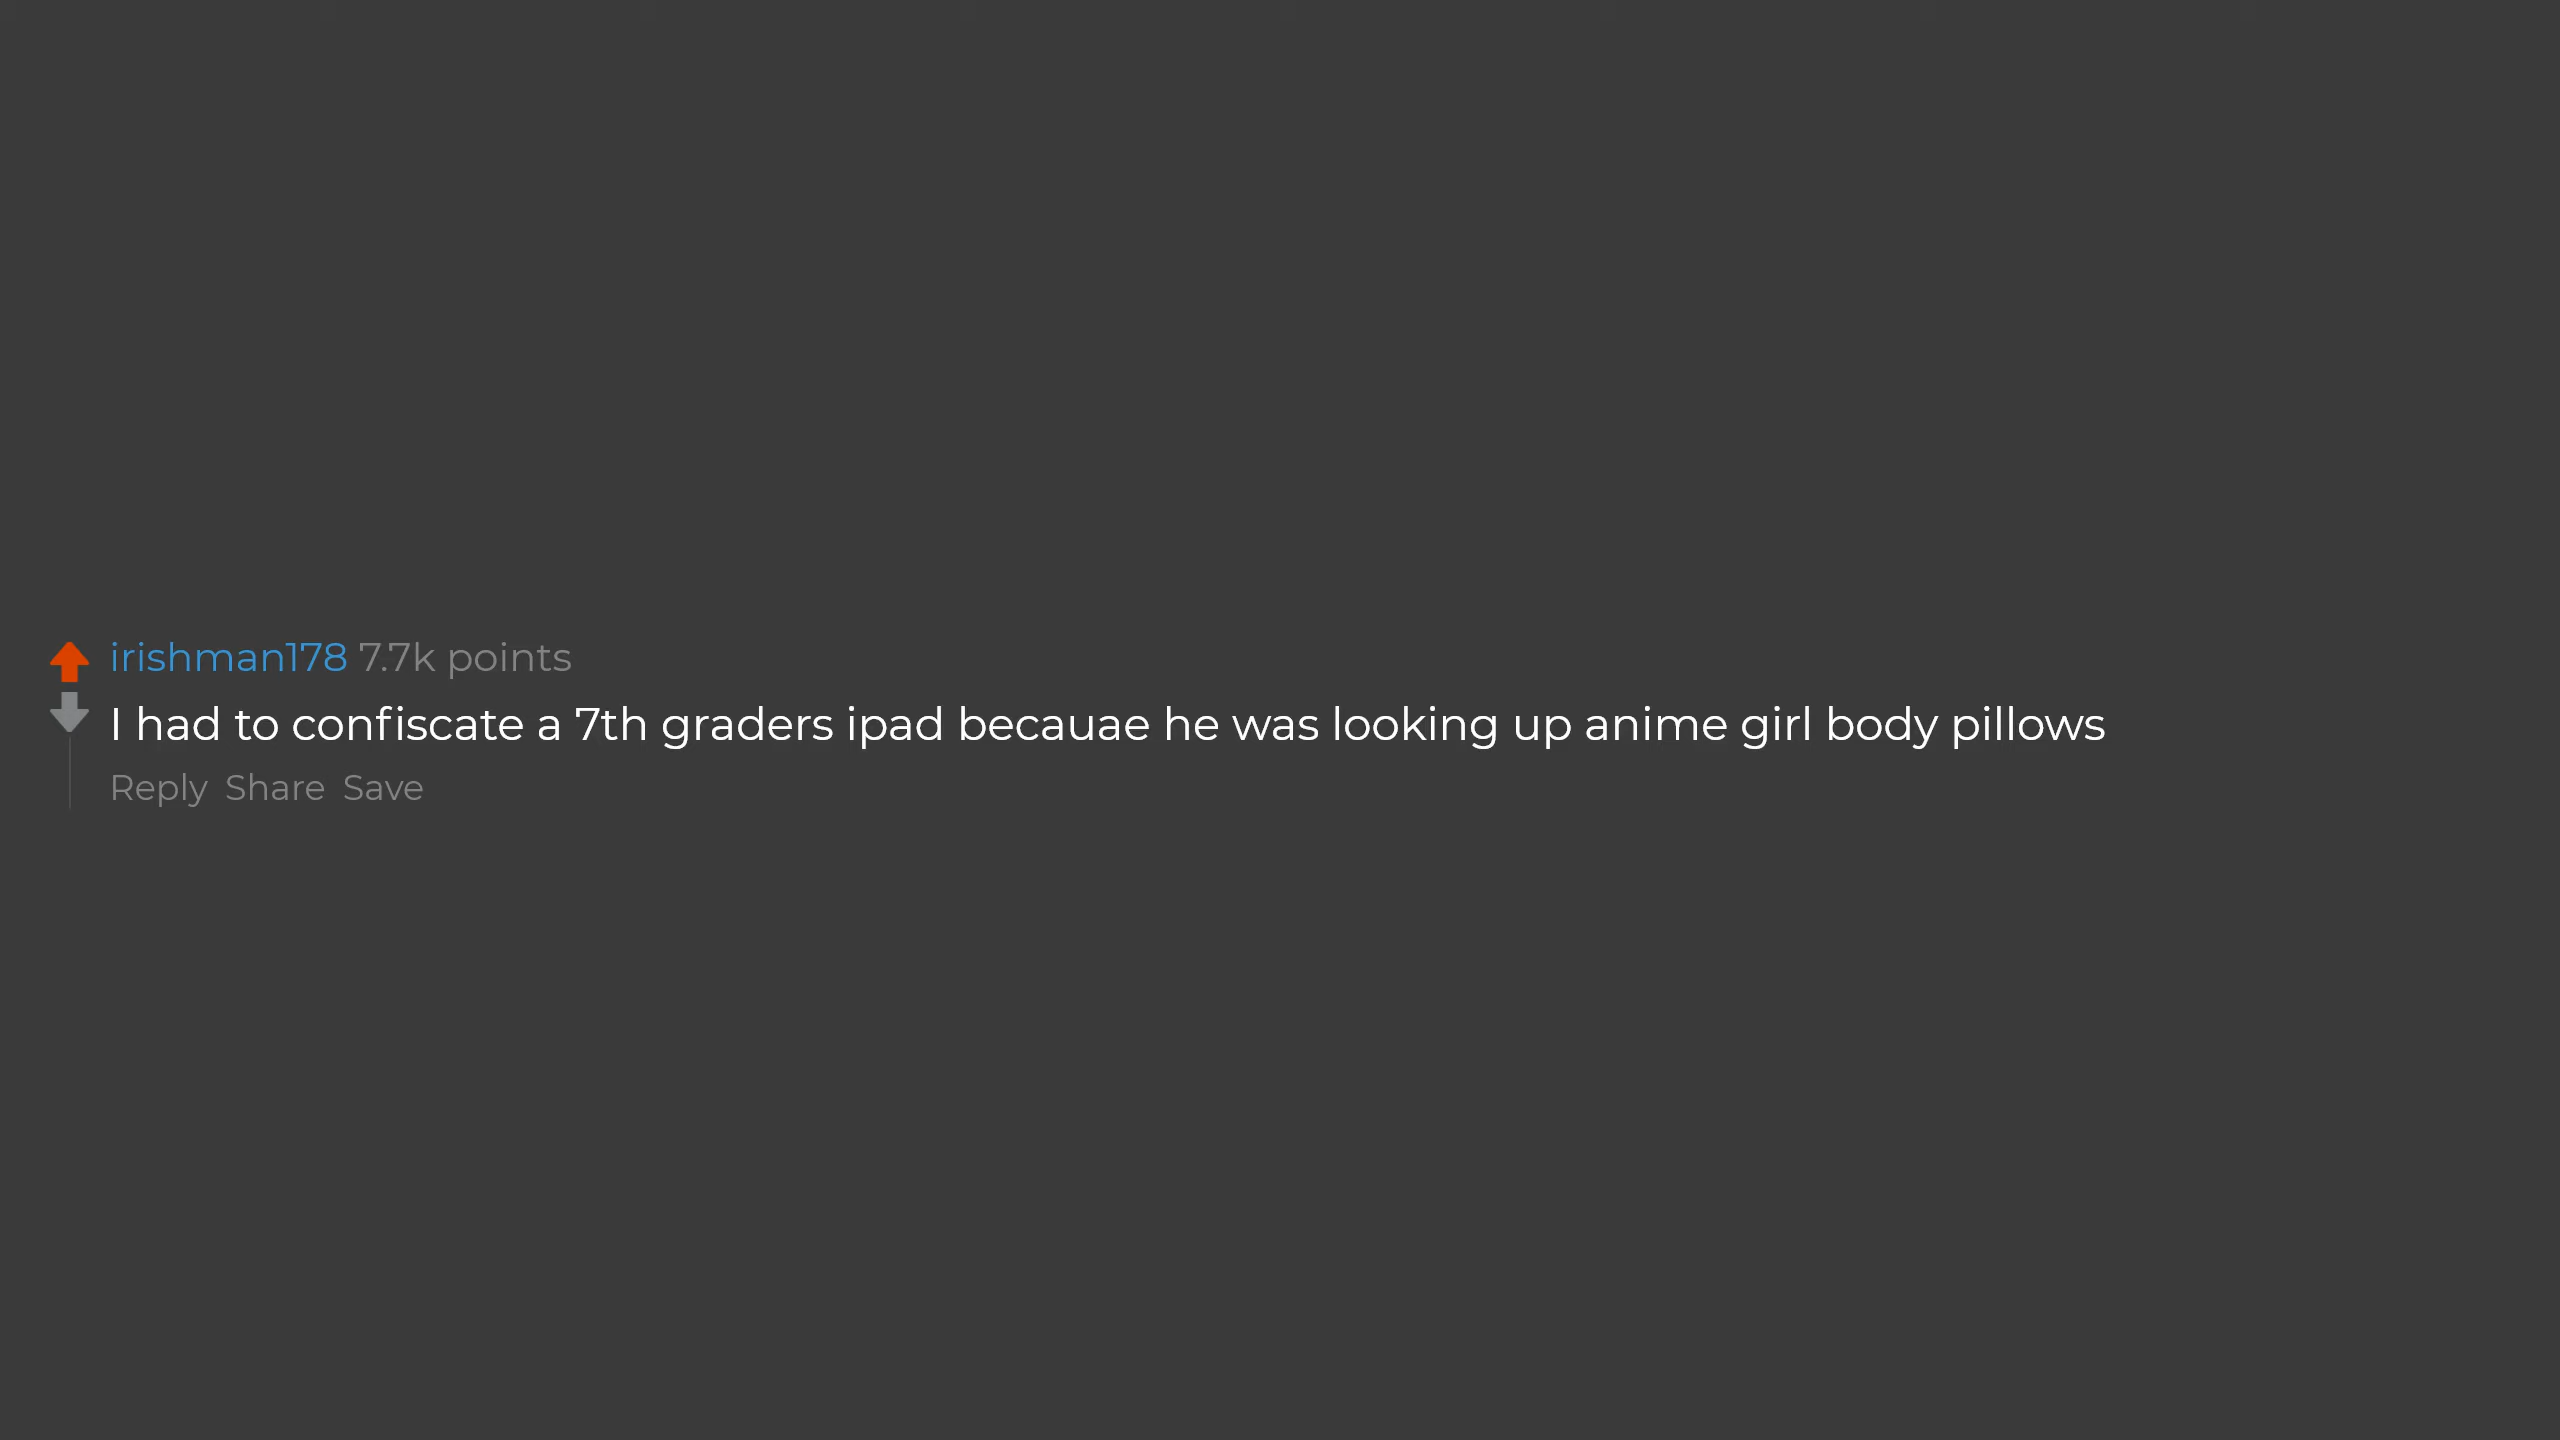 irishman178 7.7k points
I had to confiscate a 7th graders ipad becauae he was looking up anime girl body pillows
Reply Share Save